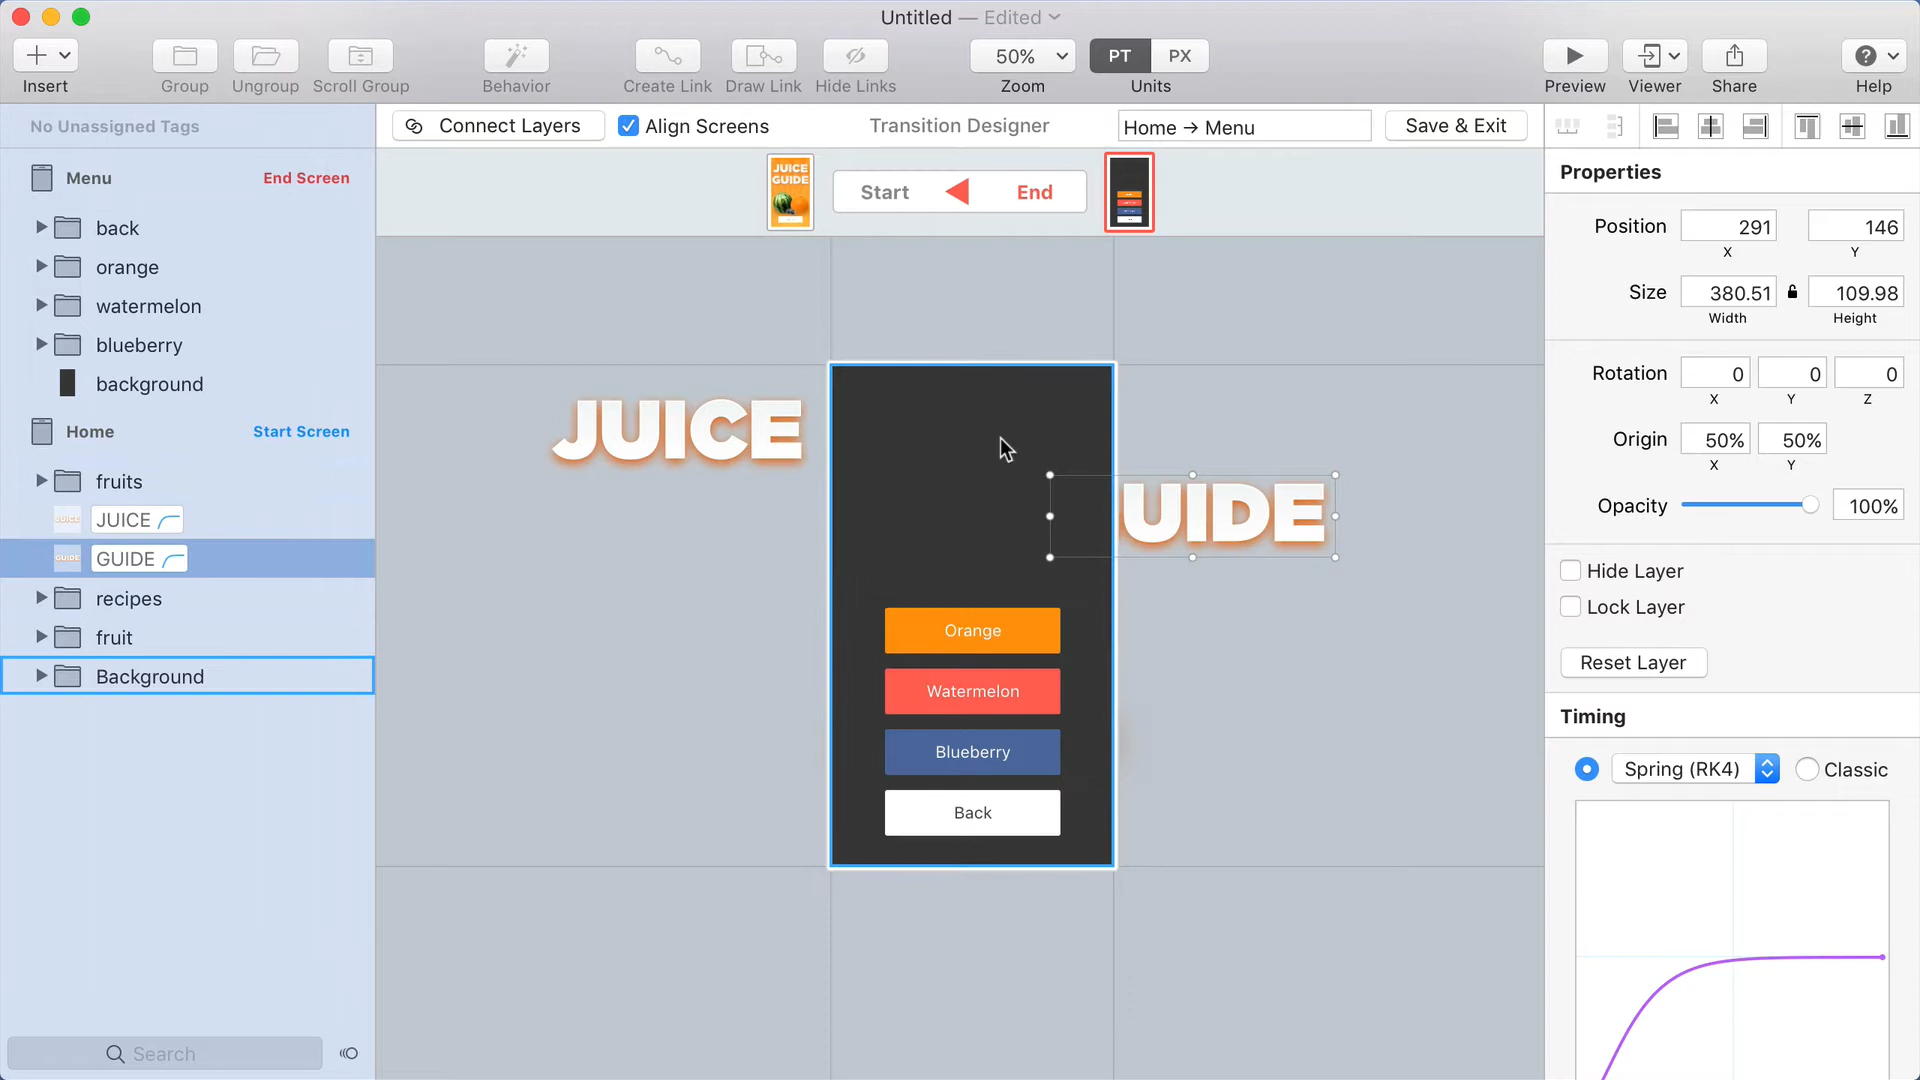 Untitled — Edited
Insert
Group
Ungroup
Scroll Group
Behavior
Create Link
Draw Link
Hide Links
50%
Zoom
PT PX
Units
Preview
Viewer
Share
? 
Help
No Unassigned Tags
Connect Layers
Align Screens
Transition Designer
Home → Menu
Save & Exit
Menu End Screen
back
orange
watermelon
blueberry
background
Home Start Screen
fruits
JUICE JUICE
GUIDE GUIDE
recipes
fruit
Background
Search
JUICE
GUIDE
Start End
JUICE
UIDE
Orange
Watermelon
Blueberry
Back
Properties
Position 291 146
X Y
Size 380.51 109.98
Width Height
Rotation 0 0 0
X Y Z
Origin 50% 50%
X Y
Opacity 100%
Hide Layer
Lock Layer
Reset Layer
Timing
Spring (RK4) Classic